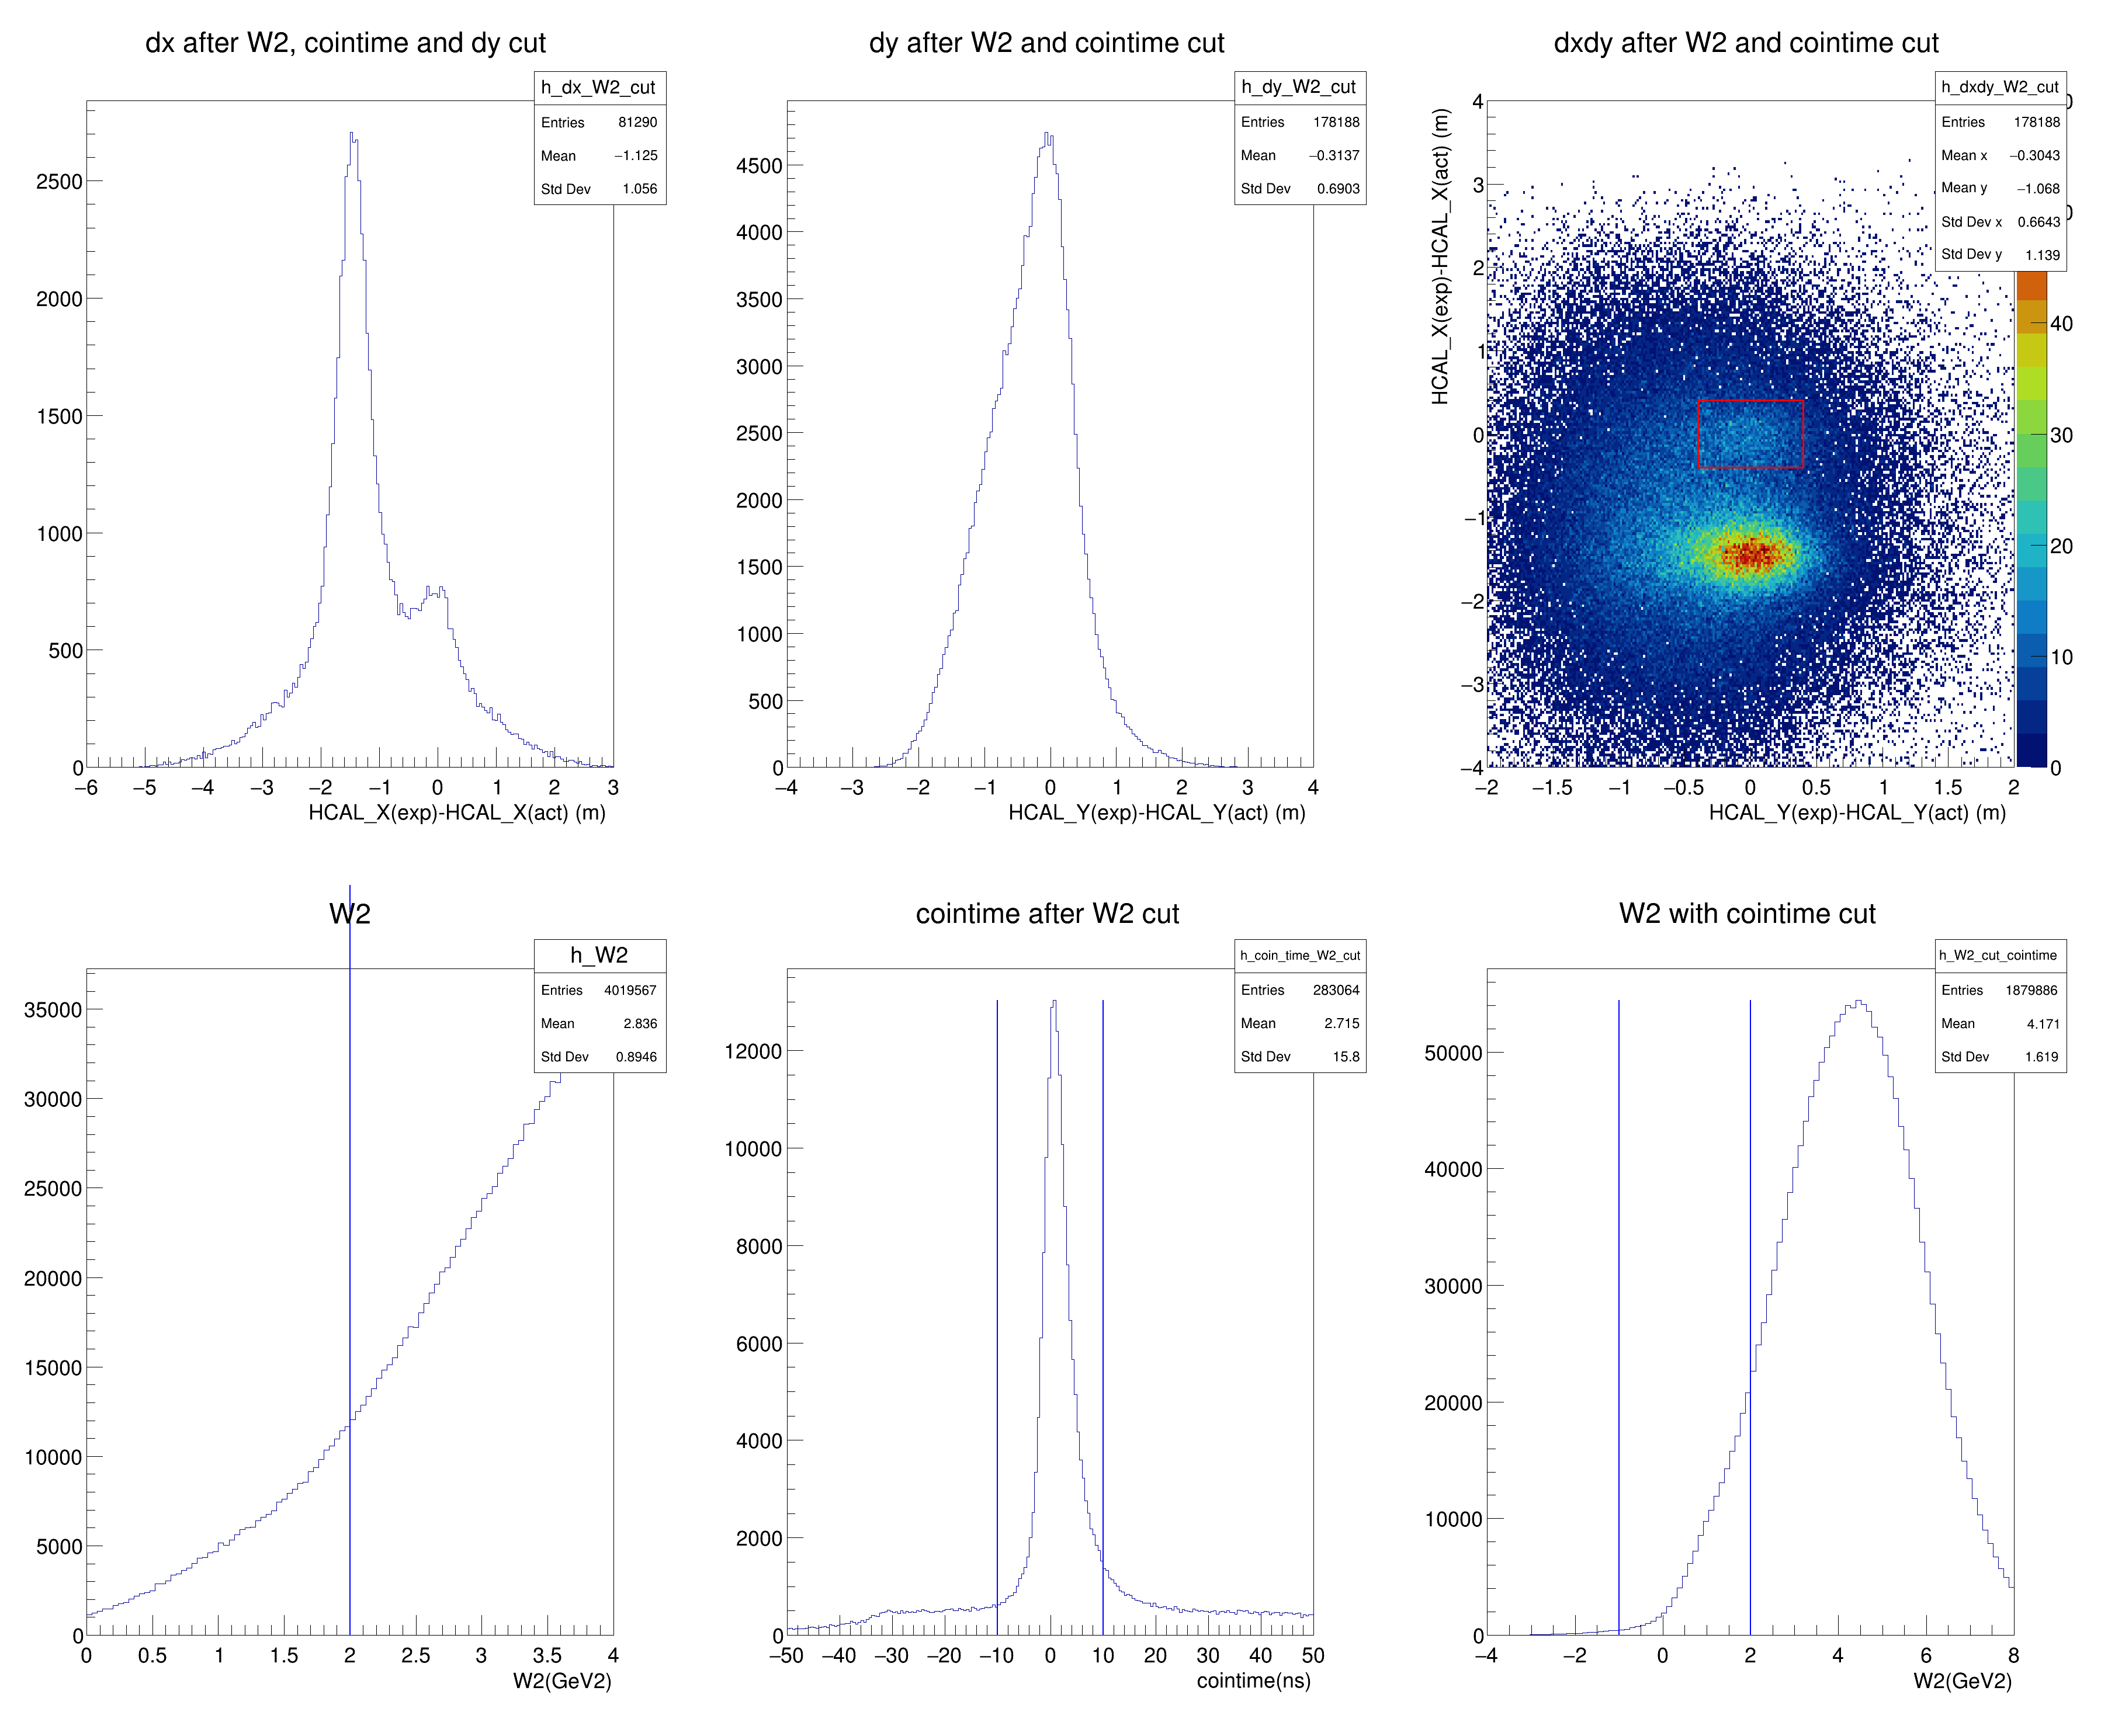 dx after W2, cointime and dy cut
h_dx_W2_cut
Entries 81290
Mean −1.125
Std Dev 1.056
2500
2000
1500
1000
500
0
−6 −5 −4 −3 −2 −1 0 1 2 3
HCAL_X(exp)-HCAL_X(act) (m)
dy after W2 and cointime cut
h_dy_W2_cut
Entries 178188
Mean −0.3137
Std Dev 0.6903
4500
4000
3500
3000
2500
2000
1500
1000
500
0
−4 −3 −2 −1 0 1 2 3 4
HCAL_Y(exp)-HCAL_Y(act) (m)
dxdy after W2 and cointime cut
h_dxdy_W2_cut
Entries 178188
Mean x −0.3043
Mean y −1.068
Std Dev x 0.6643
Std Dev y 1.139
HCAL_X(exp)-HCAL_X(act) (m)
4
3
2
1
0
−1
−2
−3
−4
40
30
20
10
0
−2 −1.5 −1 −0.5 0 0.5 1 1.5 2
HCAL_Y(exp)-HCAL_Y(act) (m)
W2
h_W2
Entries 4019567
Mean 2.836
Std Dev 0.8946
35000
30000
25000
20000
15000
10000
5000
0
0 0.5 1 1.5 2 2.5 3 3.5 4
W2(GeV2)
cointime after W2 cut
h_coin_time_W2_cut
Entries 283064
Mean 2.715
Std Dev 15.8
12000
10000
8000
6000
4000
2000
0
−50 −40 −30 −20 −10 0 10 20 30 40 50
cointime(ns)
W2 with cointime cut
h_W2_cut_cointime
Entries 1879886
Mean 4.171
Std Dev 1.619
50000
40000
30000
20000
10000
0
−4 −2 0 2 4 6 8
W2(GeV2)